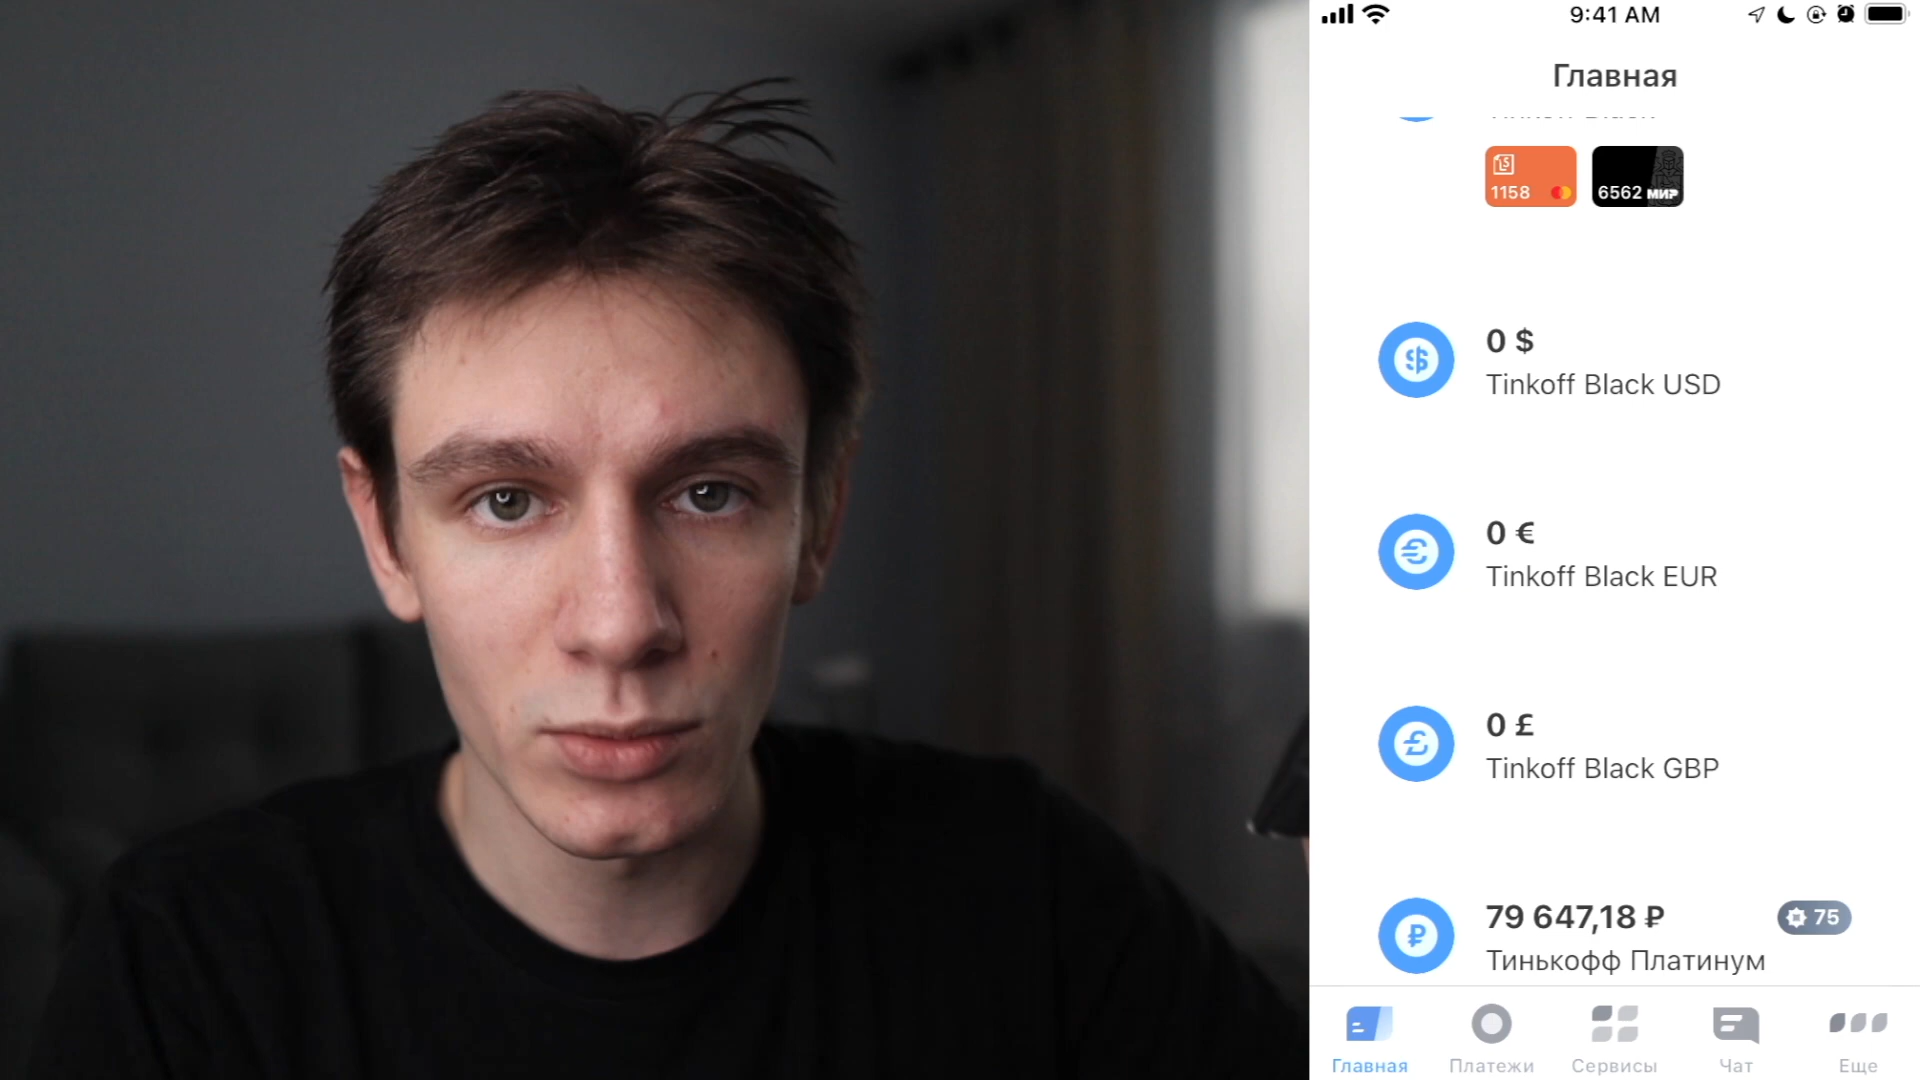 9:41 AM
Главная
1158
6562 МИР
0 $
Tinkoff Black USD
0 €
Tinkoff Black EUR
0 £
Tinkoff Black GBP
79 647,18 ₽
75
Тинькофф Платинум
Главная
Платежи
Сервисы
Чат
Еще